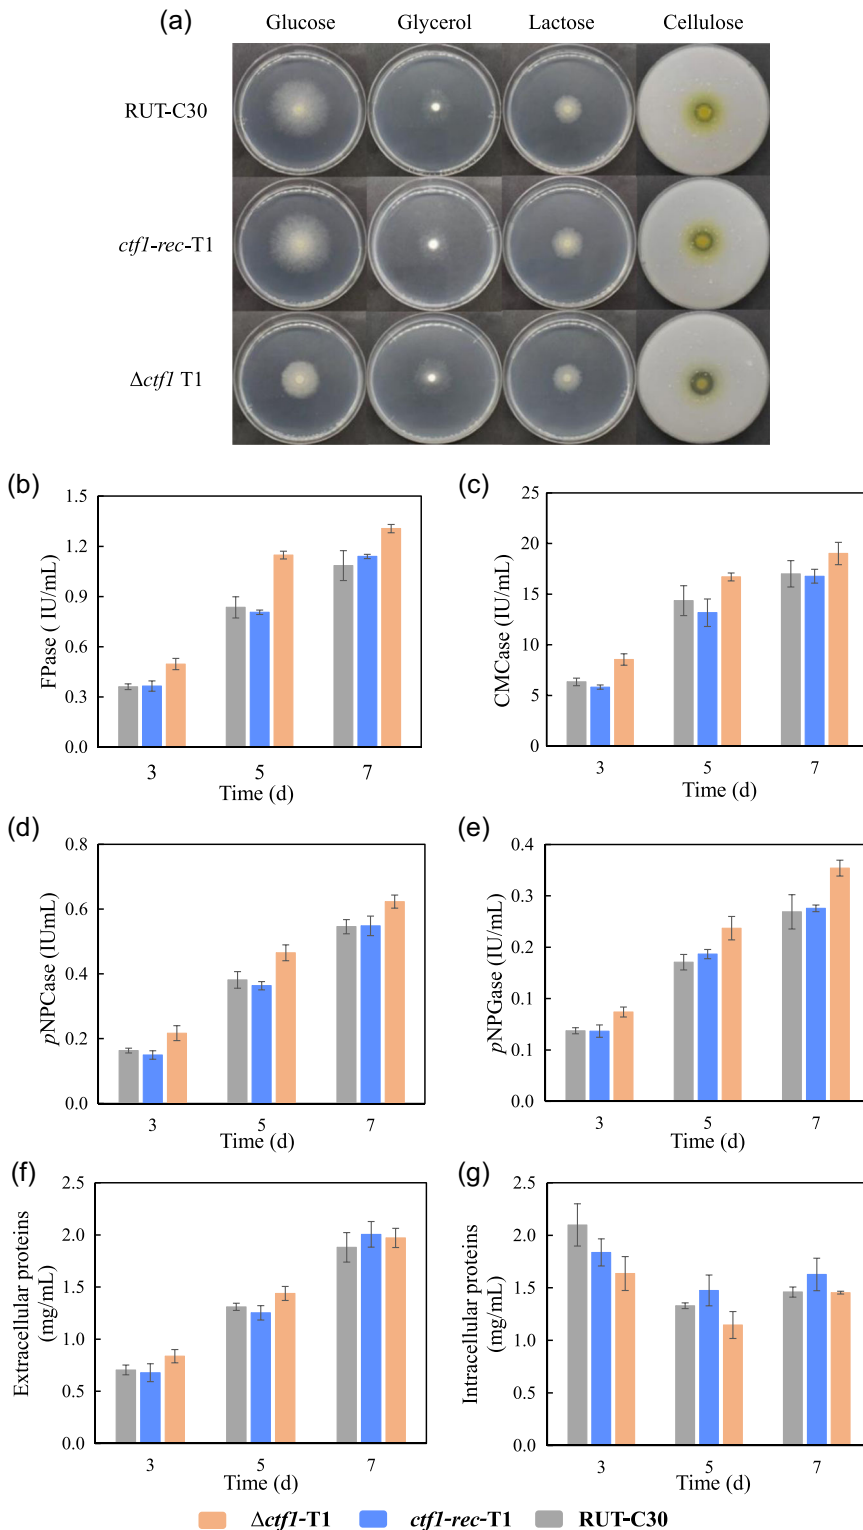 (a)
Glucose Glycerol Lactose Cellulose
RUT-C30
ctf1-rec-T1
Δctf1 T1
(b)
FPase ( IU/mL)
1.5
1.2
0.9
0.6
0.3
0.0
3 5 7
Time (d)
(c)
CMCase (IU/mL)
25
20
15
10
5
0
3 5 7
Time (d)
(d)
pNPCase (IUmL)
0.8
0.6
0.4
0.2
0.0
3 5 7
Time (d)
(e)
pNPGase (IU/mL)
0.4
0.3
0.2
0.1
0.1
0.0
3 5 7
Time (d)
(f)
Extracellular proteins
(mg/mL)
2.5
2.0
1.5
1.0
0.5
0.0
3 5 7
Time (d)
(g)
Intracellular proteins
(mg/mL)
2.5
2.0
1.5
1.0
0.5
0.0
3 5 7
Time (d)
Δctf1-T1 ctf1-rec-T1 RUT-C30